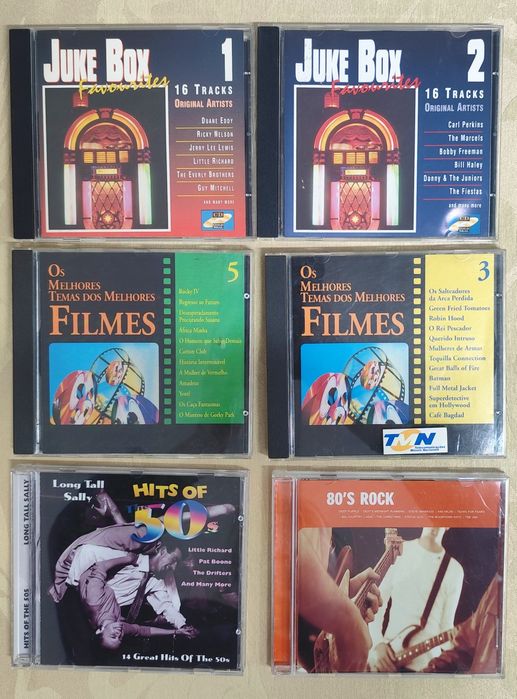 JUKE BOX 1
Favourites
16 TRACKS
ORIGINAL ARTISTS
DUANE EDDY
RICKY NELSON
JERRY LEE LEWIS
LITTLE RICHARD
THE EVERLY BROTHERS
GUY MITCHELL
AND MANY MORE
JUKE BOX 2
Favourites
16 TRACKS
ORIGINAL ARTISTS
Carl Perkins
The Marcels
Bobby Freeman
Bill Haley
Danny & The Juniors
The Fiestas
and many more
OS
MELHORES
TEMAS DOS MELHORES
FILMES
5
Rocky IV
Regresso ao Futuro
Desesperadamente
Procurando Susana
África Minha
O Homem que Sabia Demais
Cotton Club
História Interminável
A Mulher de Vermelho
Amadeus
Yentl
Os Caça Fantasmas
O Mistério de Gorky Park
OS
MELHORES
TEMAS DOS MELHORES
FILMES
3
Os Salteadores
da Arca Perdida
Green Fried Tomatoes
Robin Hood
O Rei Pescador
Querido Intruso
Mulheres de Armas
Tequilla Connection
Great Balls of Fire
Batman
Full Metal Jacket
Superdetective
em Hollywood
Café Bagdad
TMN
LONG TALL SALLY
HITS OF THE 50S
Long Tall
Sally
HITS OF
The 50s
Little Richard
Pat Boone
The Drifters
And Many More
14 Great Hits Of The 50s
80'S ROCK